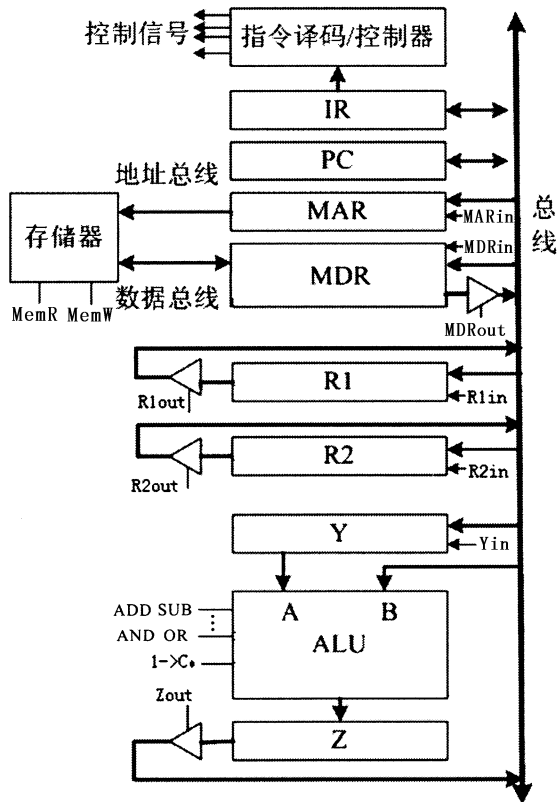 控制信号
指令译码/控制器
IR
PC
地址总线
MAR
MARin
总线
存储器
MDRin
MDR
数据总线
MemR MemW
MDRout
R1
R1out
R1in
R2
R2out
R2in
Y
Yin
A B
ADD SUB
⋮
AND OR
ALU
1->C₀
Zout
Z